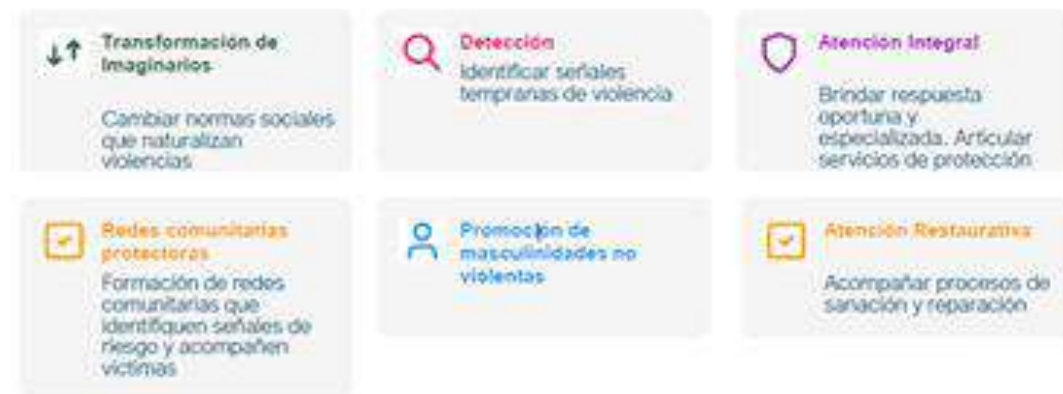 Transformación de
Imaginarios
Cambiar normas sociales
que naturalizan
violencias
Detección
Identificar señales
tempranas de violencia
Atención Integral
Brindar respuesta
oportuna y
especializada. Articular
servicios de protección
Redes comunitarias
protectoras
Formación de redes
comunitarias que
identifiquen señales de
riesgo y acompañen
víctimas
Promoción de
masculinidades no
violentas
Atención Restaurativa
Acompañar procesos de
sanación y reparación